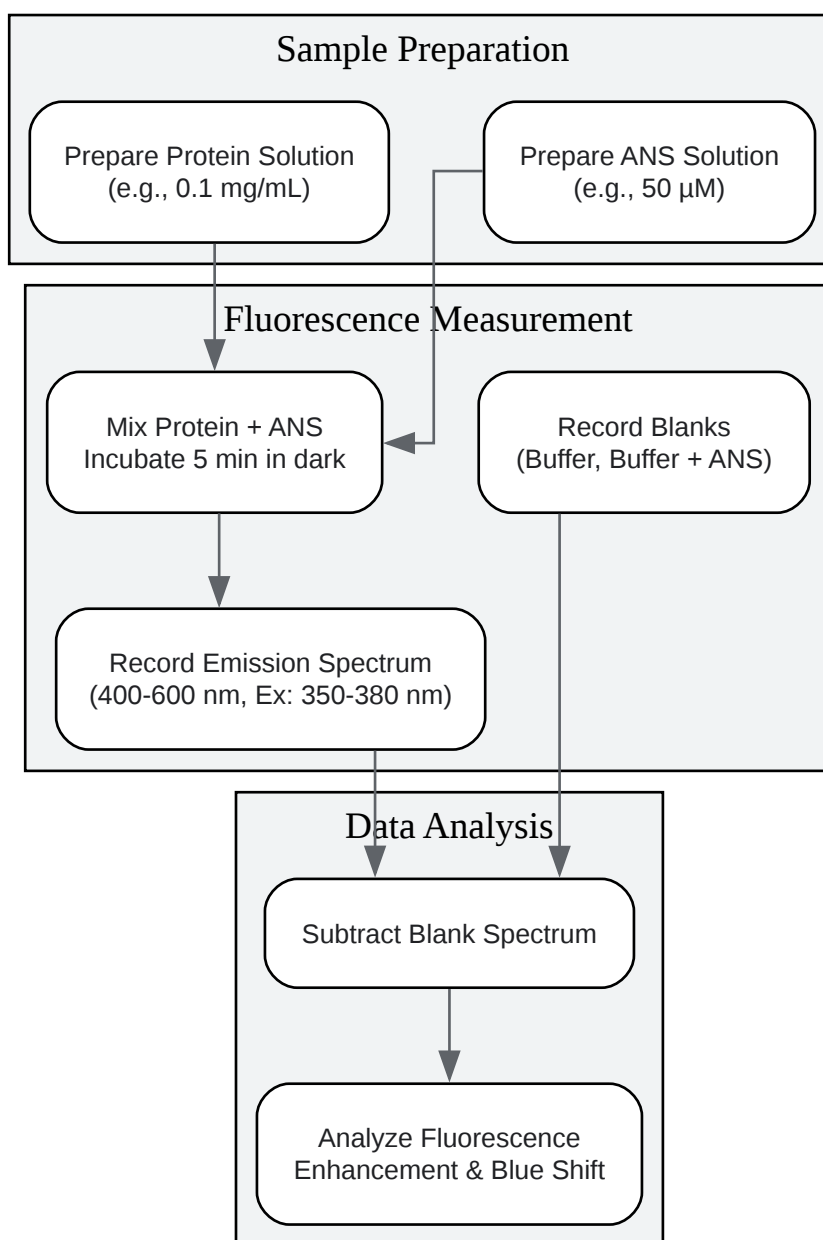 Sample Preparation
Prepare Protein Solution
(e.g., 0.1 mg/mL)
Prepare ANS Solution
(e.g., 50 µM)
Fluorescence Measurement
Mix Protein + ANS
Incubate 5 min in dark
Record Blanks
(Buffer, Buffer + ANS)
Record Emission Spectrum
(400-600 nm, Ex: 350-380 nm)
Data Analysis
Subtract Blank Spectrum
Analyze Fluorescence
Enhancement & Blue Shift